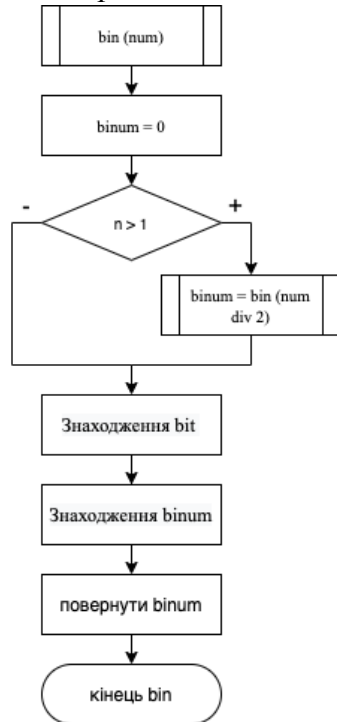 bin (num)
binum = 0
-
+
n > 1
binum = bin (num
div 2)
Знаходження bit
Знаходження binum
повернути binum
кінець bin